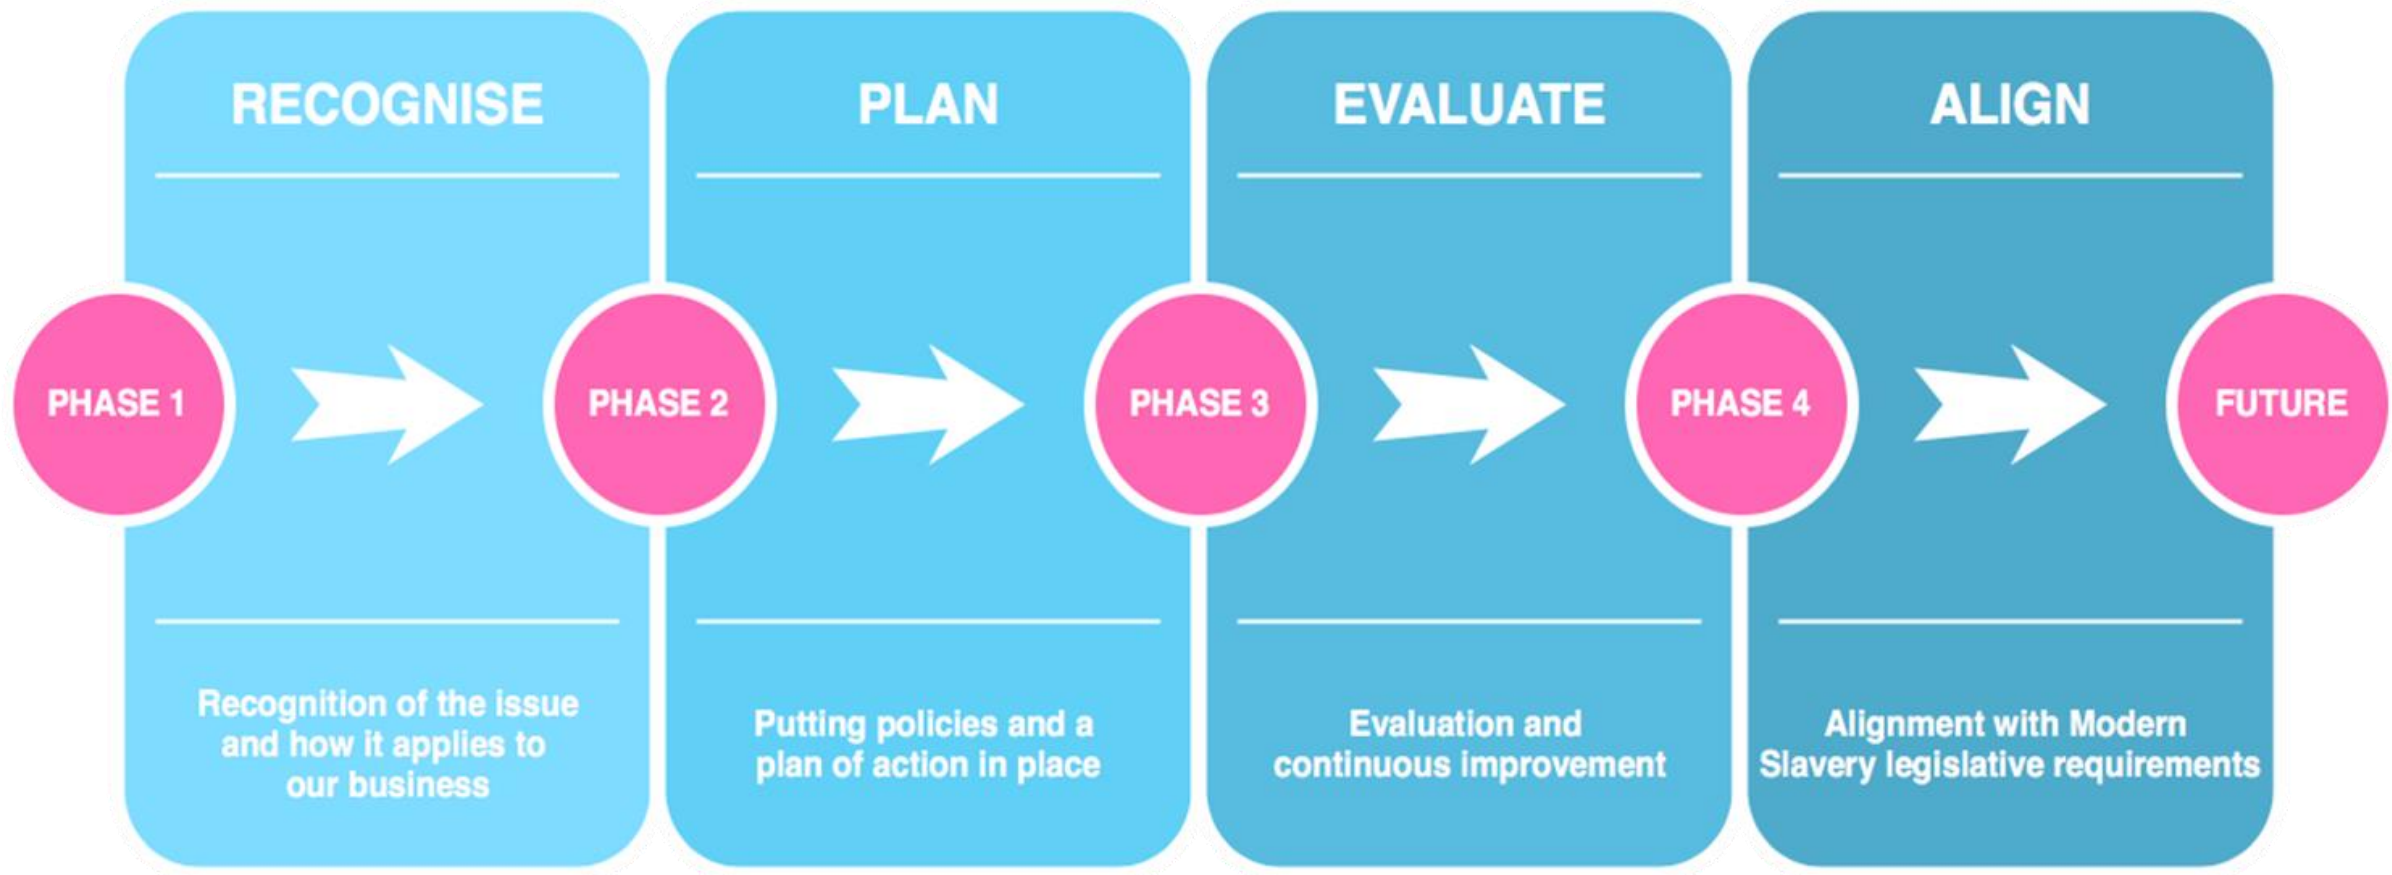 RECOGNISE
PLAN
EVALUATE
ALIGN
PHASE 1
PHASE 2
PHASE 3
PHASE 4
FUTURE
Recognition of the issue
and how it applies to
our business
Putting policies and a
plan of action in place
Evaluation and
continuous improvement
Alignment with Modern
Slavery legislative requirements